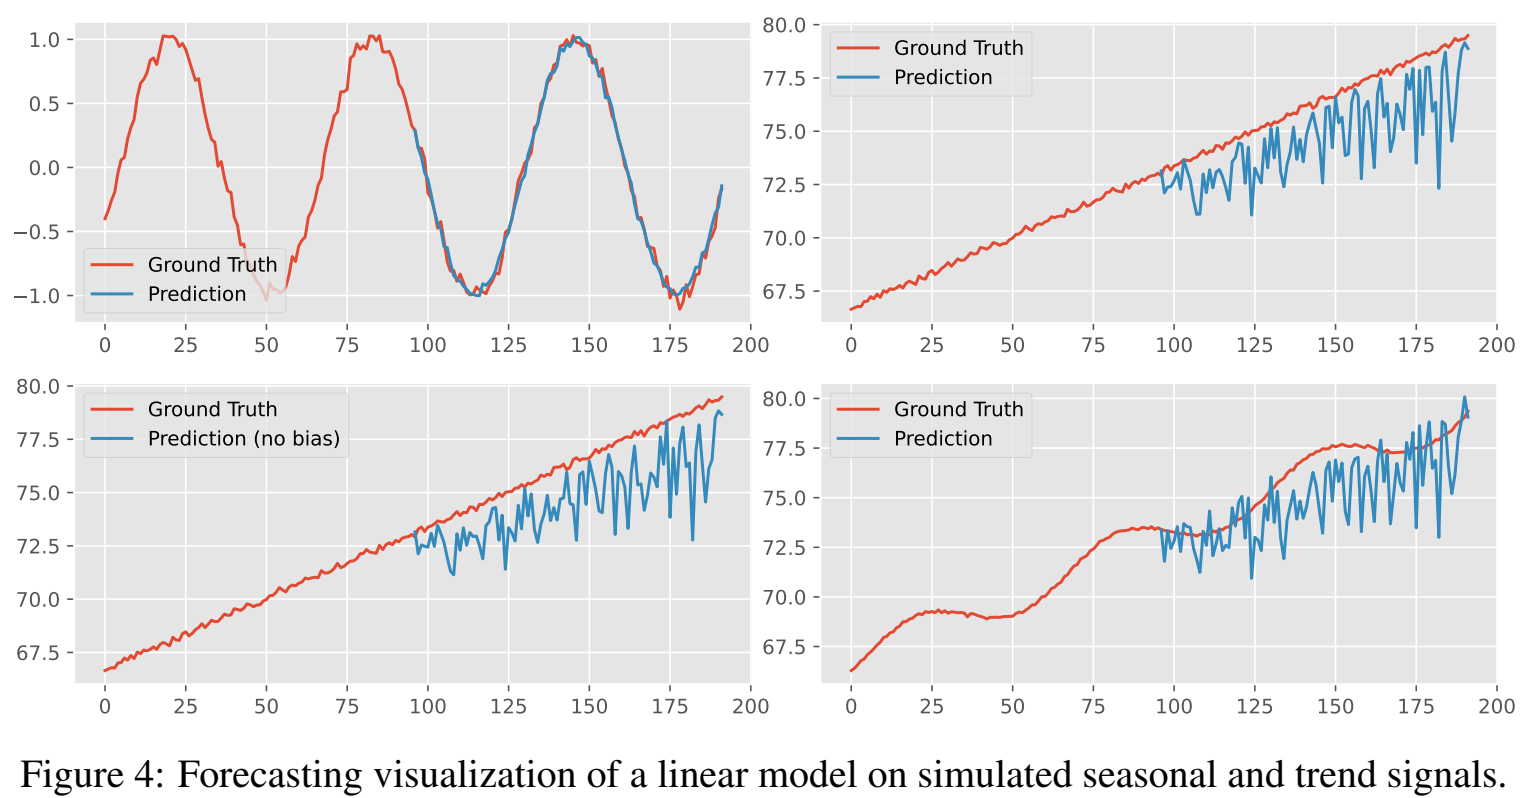 1.0
0.5
0.0
−0.5
−1.0
Ground Truth
Prediction
0 25 50 75 100 125 150 175 200
80.0
77.5
75.0
72.5
70.0
67.5
Ground Truth
Prediction
0 25 50 75 100 125 150 175 200
80.0
77.5
75.0
72.5
70.0
67.5
Ground Truth
Prediction (no bias)
0 25 50 75 100 125 150 175 200
80.0
77.5
75.0
72.5
70.0
67.5
Ground Truth
Prediction
0 25 50 75 100 125 150 175 200
Figure 4: Forecasting visualization of a linear model on simulated seasonal and trend signals.